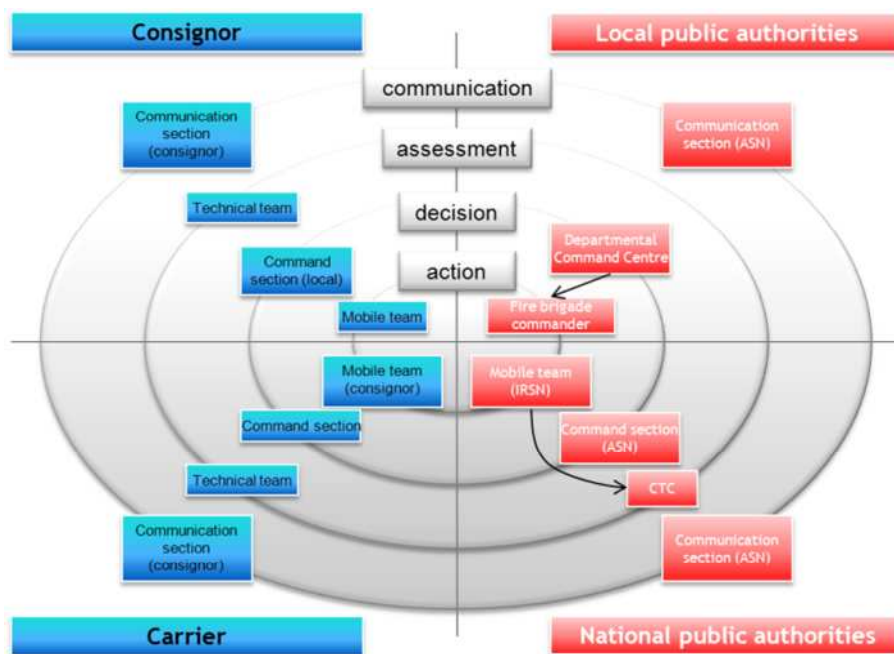 Consignor
Local public authorities
communication
Communication
section
(consignor)
Communication
section (ASN)
assessment
Technical team
decision
Departmental
Command Centre
Command
section (local)
action
Mobile team
Fire brigade
commander
Mobile team
(consignor)
Mobile team
(IRSN)
Command section
Command section
(ASN)
Technical team
CTC
Communication
section
(consignor)
Communication
section (ASN)
Carrier
National public authorities